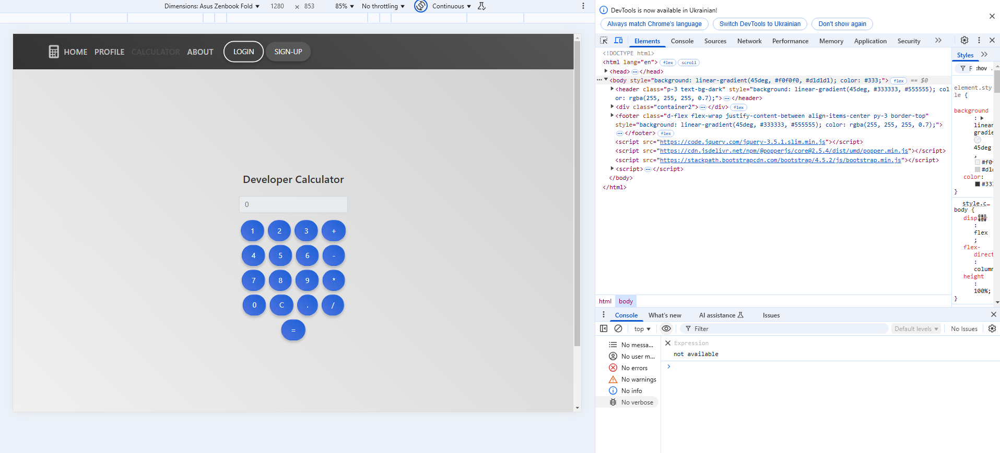 Dimensions: Asus Zenbook Fold ▼ 1280 × 853 85% ▼ No throttling ▼ Continuous ▼
HOME PROFILE CALCULATOR ABOUT LOGIN SIGN-UP
Developer Calculator
0
1 2 3 +
4 5 6 -
7 8 9 *
0 C . /
=
DevTools is now available in Ukrainian!
Always match Chrome's language Switch DevTools to Ukrainian Don't show again
Elements Console Sources Network Performance Memory Application Security
<!DOCTYPE html>
<html lang="en"> flex scroll
<head> ⋯ </head>
<body style="background: linear-gradient(45deg, #f0f0f0, #d1d1d1); color: #333;"> flex == $0
<header class="p-3 text-bg-dark" style="background: linear-gradient(45deg, #333333, #555555); col
or: rgba(255, 255, 255, 0.7);"> ⋯ </header>
<div class="container2"> ⋯ </div> flex
<footer class="d-flex flex-wrap justify-content-between align-items-center py-3 border-top"
style="background: linear-gradient(45deg, #333333, #555555); color: rgba(255, 255, 255, 0.7);">
⋯ </footer> flex
<script src="https://code.jquery.com/jquery-3.5.1.slim.min.js"></script>
<script src="https://cdn.jsdelivr.net/npm/@popperjs/core@2.5.4/dist/umd/popper.min.js"></script>
<script src="https://stackpath.bootstrapcdn.com/bootstrap/4.5.2/js/bootstrap.min.js"></script>
<script> ⋯ </script>
</body>
</html>
html body
Styles
F :hov .
element.sty
le {
background
:
linear
gradie
45deg
,
#f0
#d1
color:
#33
}
style.c…
body {
display
:
flex
;
flex-
direct
:
column
height
:
100%;
}
Console What's new AI assistance Issues
top ▼ Filter Default levels ▼ No Issues
No messa...
No user m...
No errors
No warnings
No info
No verbose
Expression
not available